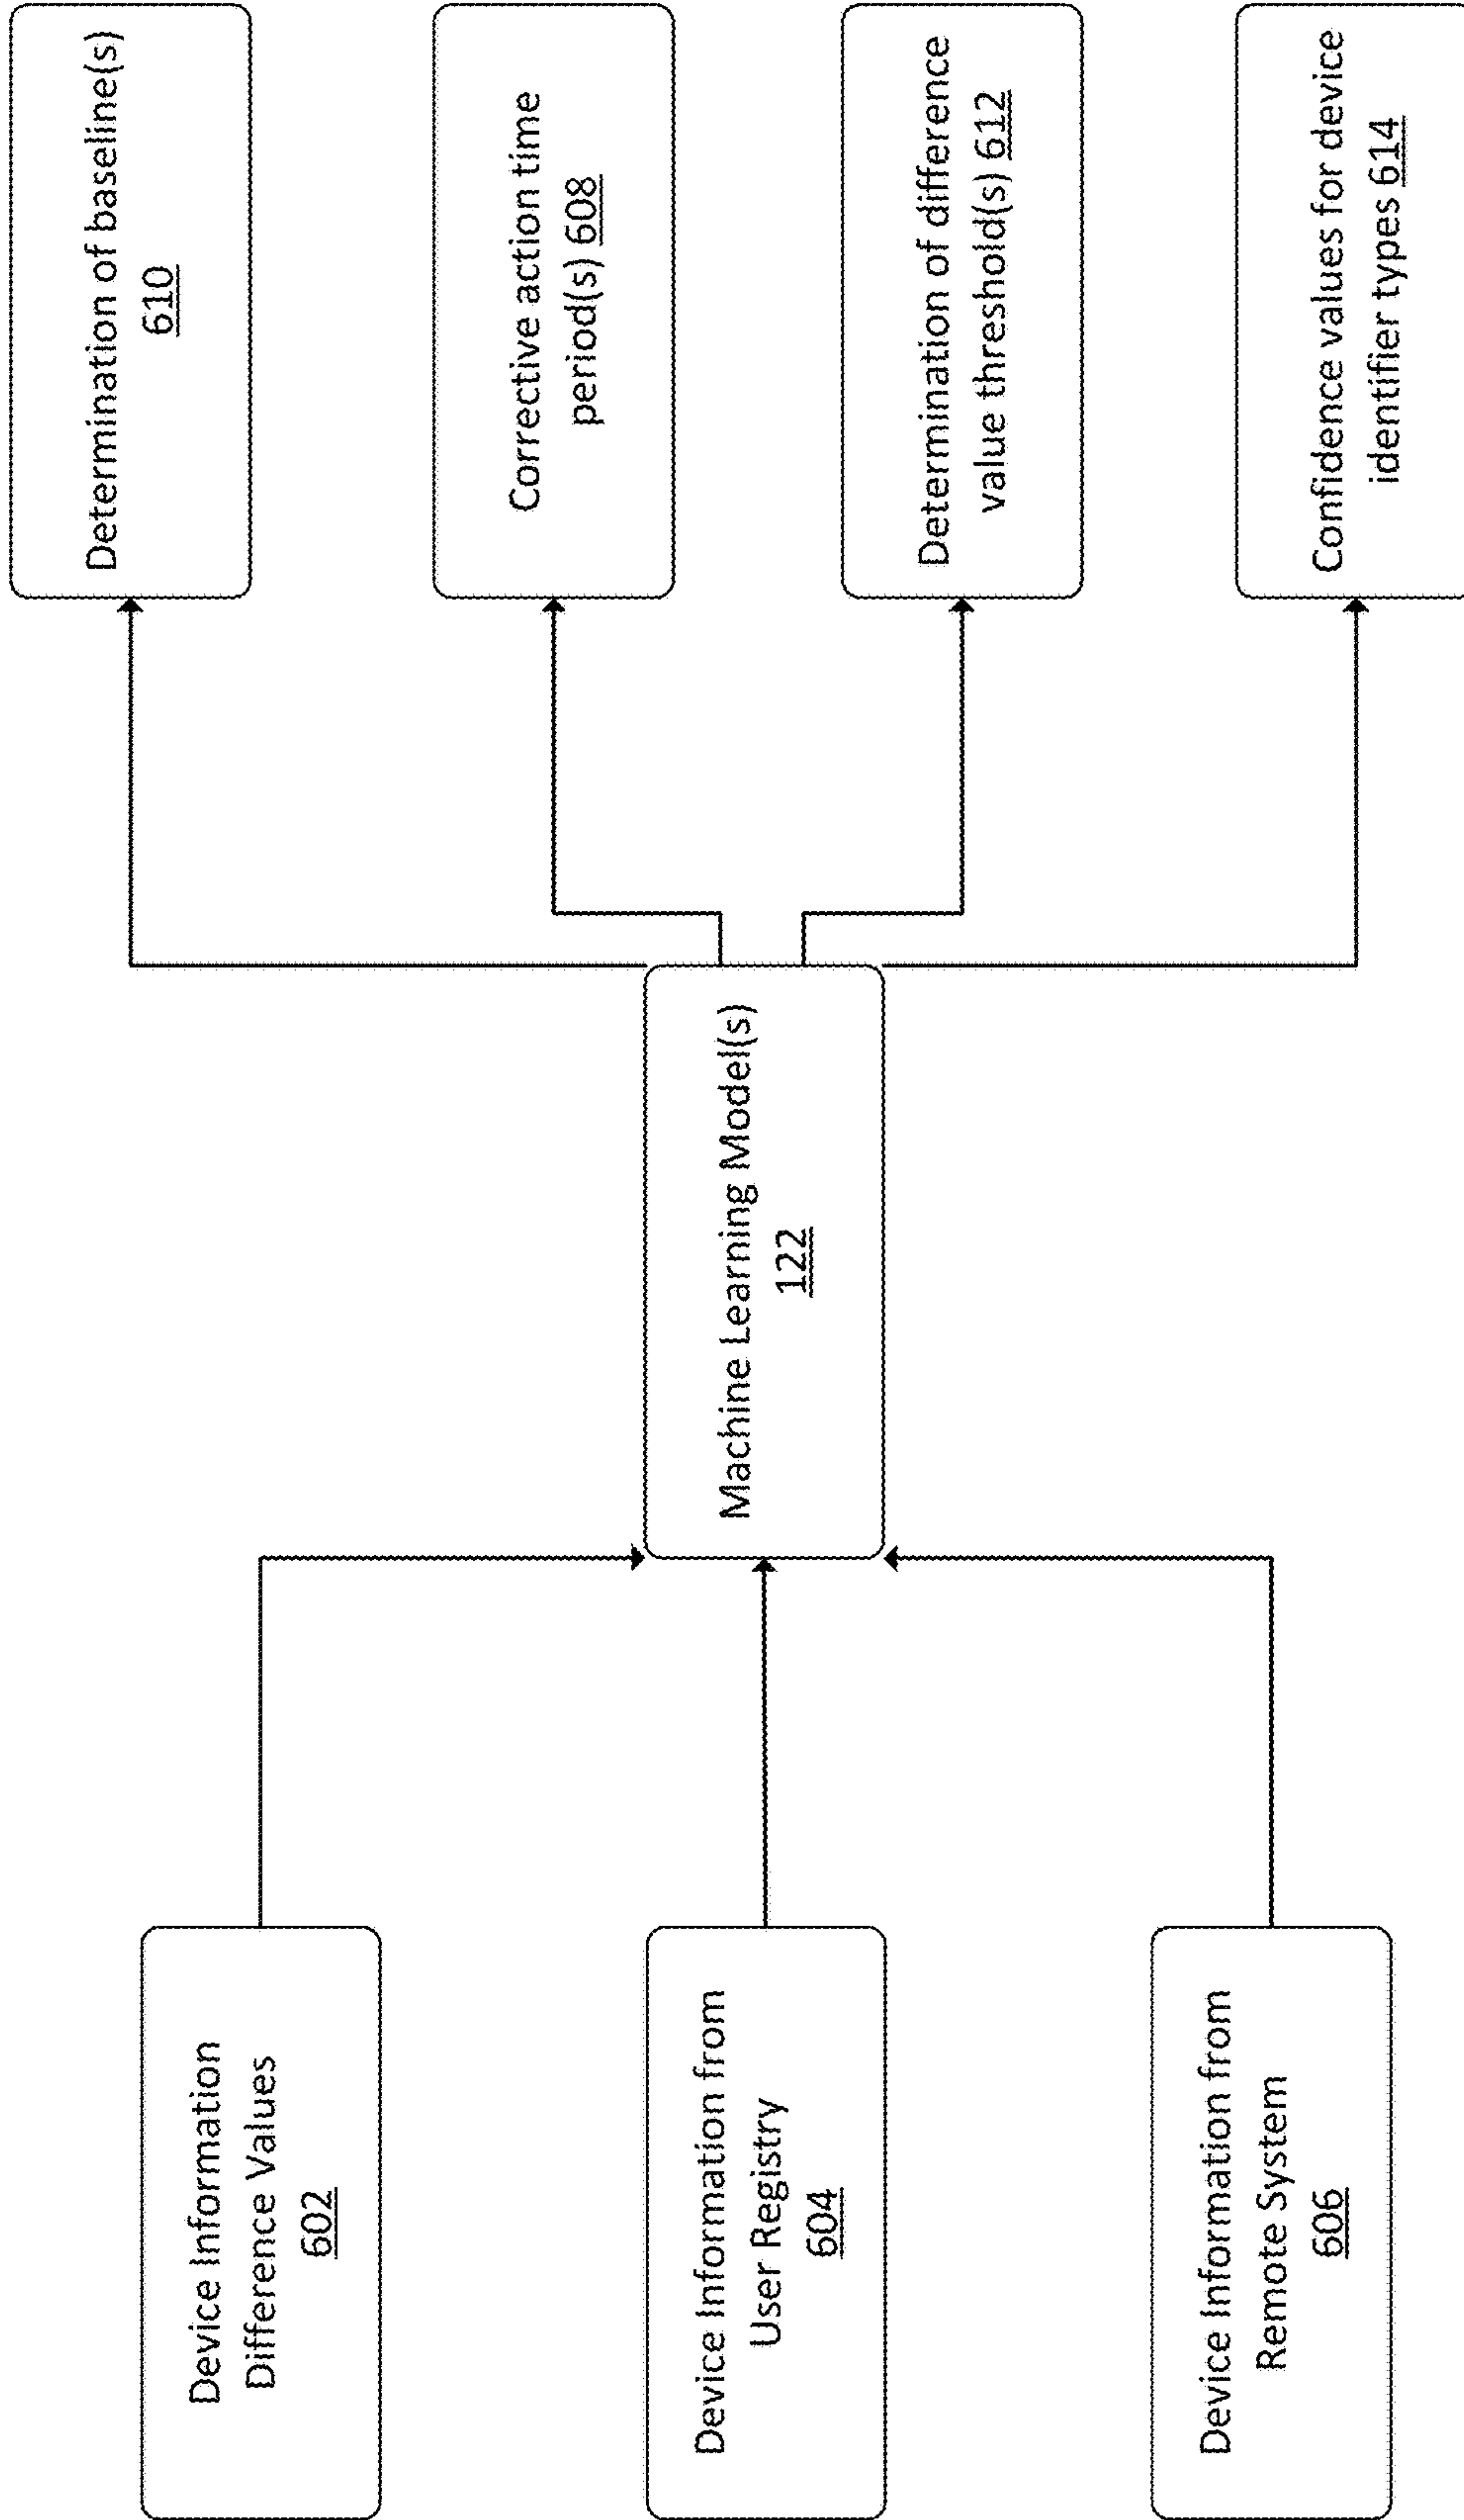 Device Information
Difference Values
602
Device Information from
User Registry
604
Device Information from
Remote System
606
Machine Learning Model(s)
122
Determination of baseline(s)
610
Corrective action time
period(s) 608
Determination of difference
value threshold(s) 612
Confidence values for device
identifier types 614